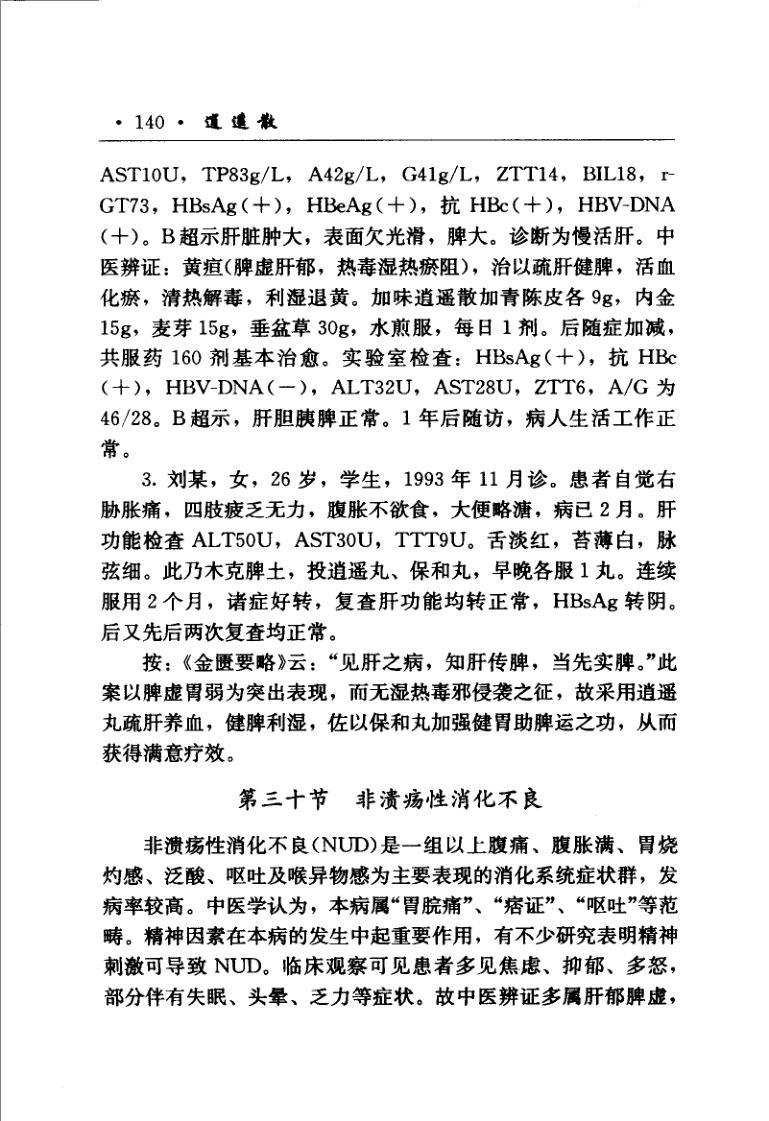 · 140 · 逍遥散
AST10U，TP83g/L，A42g/L，G41g/L，ZTT14，BIL18，r-
GT73，HBsAg(＋)，HBeAg(＋)，抗 HBc(＋)，HBV-DNA
(＋)。B超示肝脏肿大，表面欠光滑，脾大。诊断为慢活肝。中
医辨证：黄疸(脾虚肝郁，热毒湿热瘀阻)，治以疏肝健脾，活血
化瘀，清热解毒，利湿退黄。加味逍遥散加青陈皮各 9g，内金
15g，麦芽 15g，垂盆草 30g，水煎服，每日 1 剂。后随症加减，
共服药 160 剂基本治愈。实验室检查：HBsAg(＋)，抗 HBc
(＋)，HBV-DNA(－)，ALT32U，AST28U，ZTT6，A/G 为
46/28。B超示，肝胆胰脾正常。1 年后随访，病人生活工作正
常。
3. 刘某，女，26 岁，学生，1993 年 11 月诊。患者自觉右
胁胀痛，四肢疲乏无力，腹胀不欲食，大便略溏，病已 2 月。肝
功能检查 ALT50U，AST30U，TTT9U。舌淡红，苔薄白，脉
弦细。此乃木克脾土，投逍遥丸、保和丸，早晚各服 1 丸。连续
服用 2 个月，诸症好转，复查肝功能均转正常，HBsAg 转阴。
后又先后两次复查均正常。
按：《金匮要略》云：“见肝之病，知肝传脾，当先实脾。”此
案以脾虚胃弱为突出表现，而无湿热毒邪侵袭之征，故采用逍遥
丸疏肝养血，健脾利湿，佐以保和丸加强健胃助脾运之功，从而
获得满意疗效。
第三十节 非溃疡性消化不良
非溃疡性消化不良(NUD)是一组以上腹痛、腹胀满、胃烧
灼感、泛酸、呕吐及喉异物感为主要表现的消化系统症状群，发
病率较高。中医学认为，本病属“胃脘痛”、“痞证”、“呕吐”等范
畴。精神因素在本病的发生中起重要作用，有不少研究表明精神
刺激可导致 NUD。临床观察可见患者多见焦虑、抑郁、多怒，
部分伴有失眠、头晕、乏力等症状。故中医辨证多属肝郁脾虚，